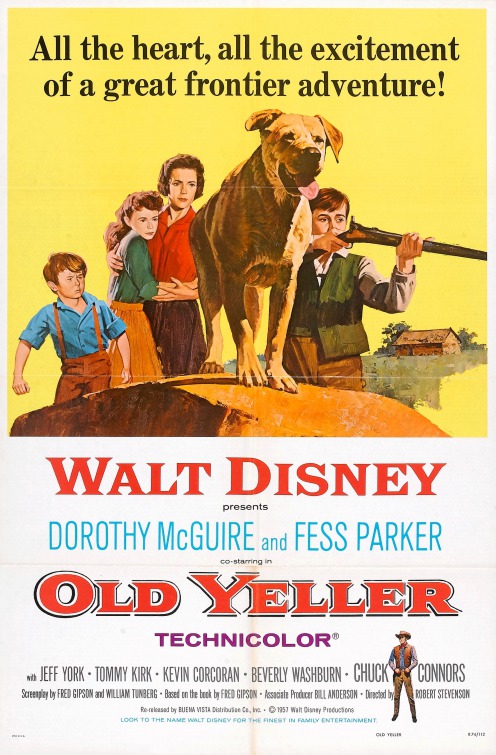 All the heart, all the excitement
of a great frontier adventure!
WALT DISNEY
presents
DOROTHY McGUIRE and FESS PARKER
co-starring in
OLD YELLER
TECHNICOLOR®
with JEFF YORK • TOMMY KIRK • KEVIN CORCORAN • BEVERLY WASHBURN • CHUCK CONNORS
Screenplay by FRED GIPSON and WILLIAM TUNBERG • Based on the book by FRED GIPSON • Associate Producer BILL ANDERSON • Directed by ROBERT STEVENSON
Re-released by BUENA VISTA Distribution Co., Inc. • © 1957 Walt Disney Productions
LOOK TO THE NAME WALT DISNEY FOR THE FINEST IN FAMILY ENTERTAINMENT.
OLD YELLER
R74/112